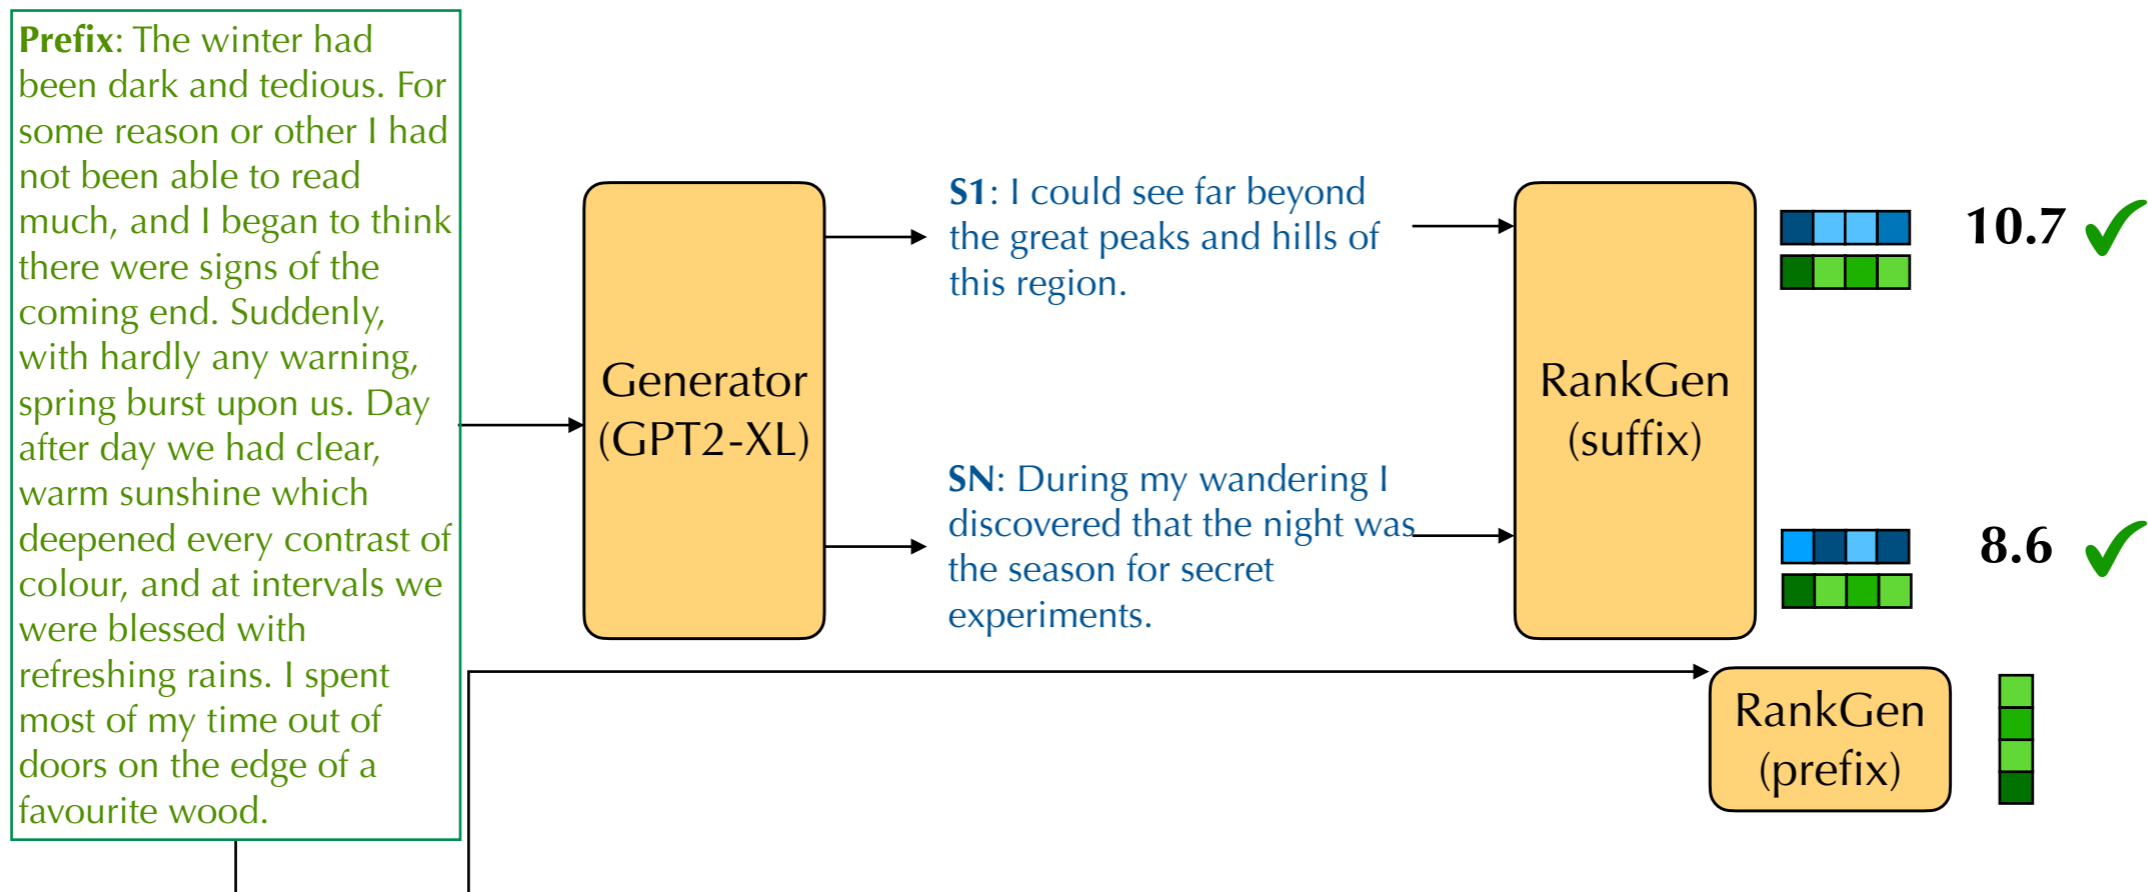 Prefix: The winter had
been dark and tedious. For
some reason or other I had
not been able to read
much, and I began to think
there were signs of the
coming end. Suddenly,
with hardly any warning,
spring burst upon us. Day
after day we had clear,
warm sunshine which
deepened every contrast of
colour, and at intervals we
were blessed with
refreshing rains. I spent
most of my time out of
doors on the edge of a
favourite wood.
Generator
(GPT2-XL)
S1: I could see far beyond
the great peaks and hills of
this region.
SN: During my wandering I
discovered that the night was
the season for secret
experiments.
RankGen
(suffix)
10.7
8.6
RankGen
(prefix)